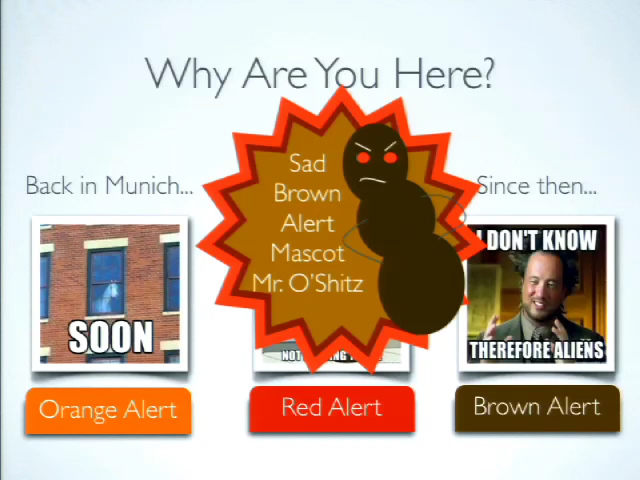 Why Are You Here?
Back in Munich...
Sad
Brown
Alert
Mascot
Mr. O'Shitz
Since then...
SOON
I DON'T KNOW
THEREFORE ALIENS
Orange Alert
Red Alert
Brown Alert